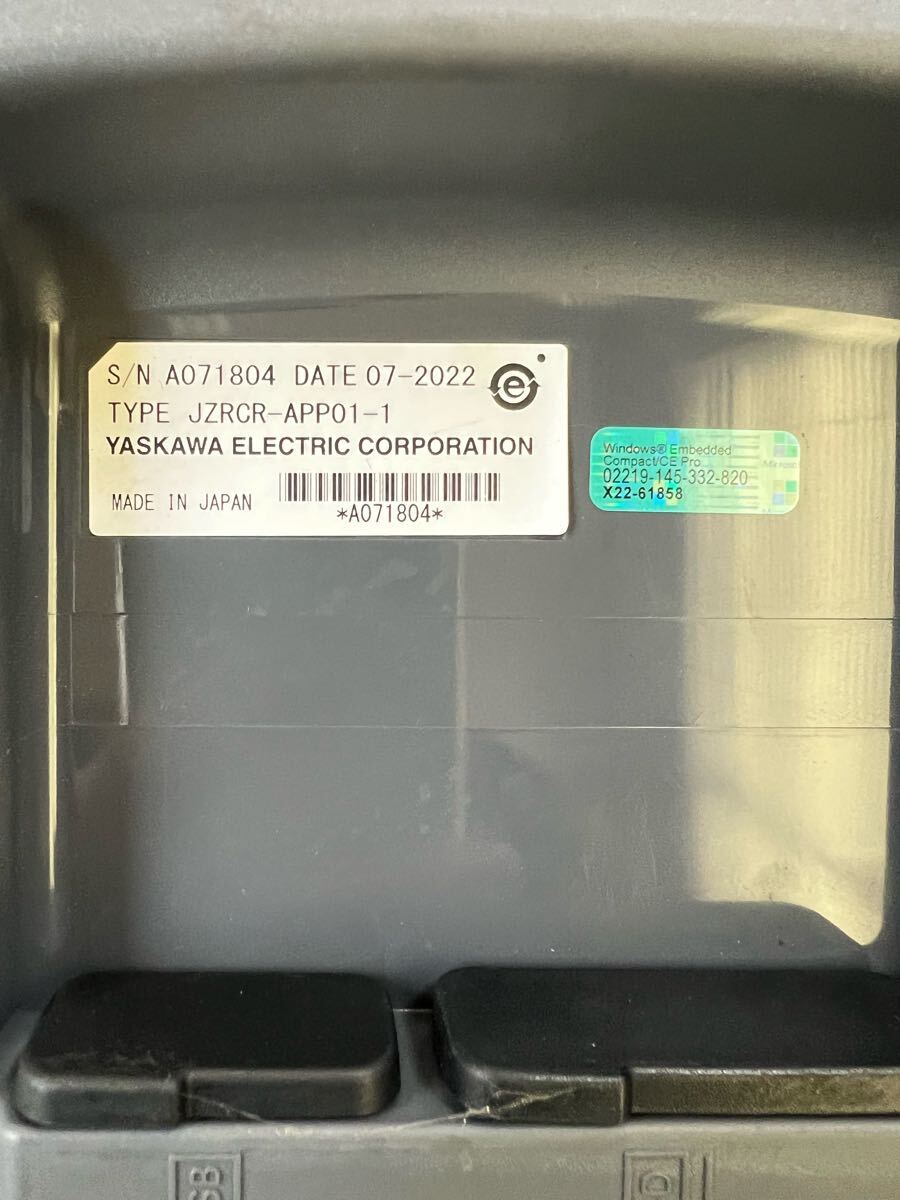 S/N A071804 DATE 07-2022
e
TYPE JZRCR-APP01-1
YASKAWA ELECTRIC CORPORATION
MADE IN JAPAN
*A071804*
Windows® Embedded
Compact/CE Pro
Microsoft
02219-145-332-820
X22-61858